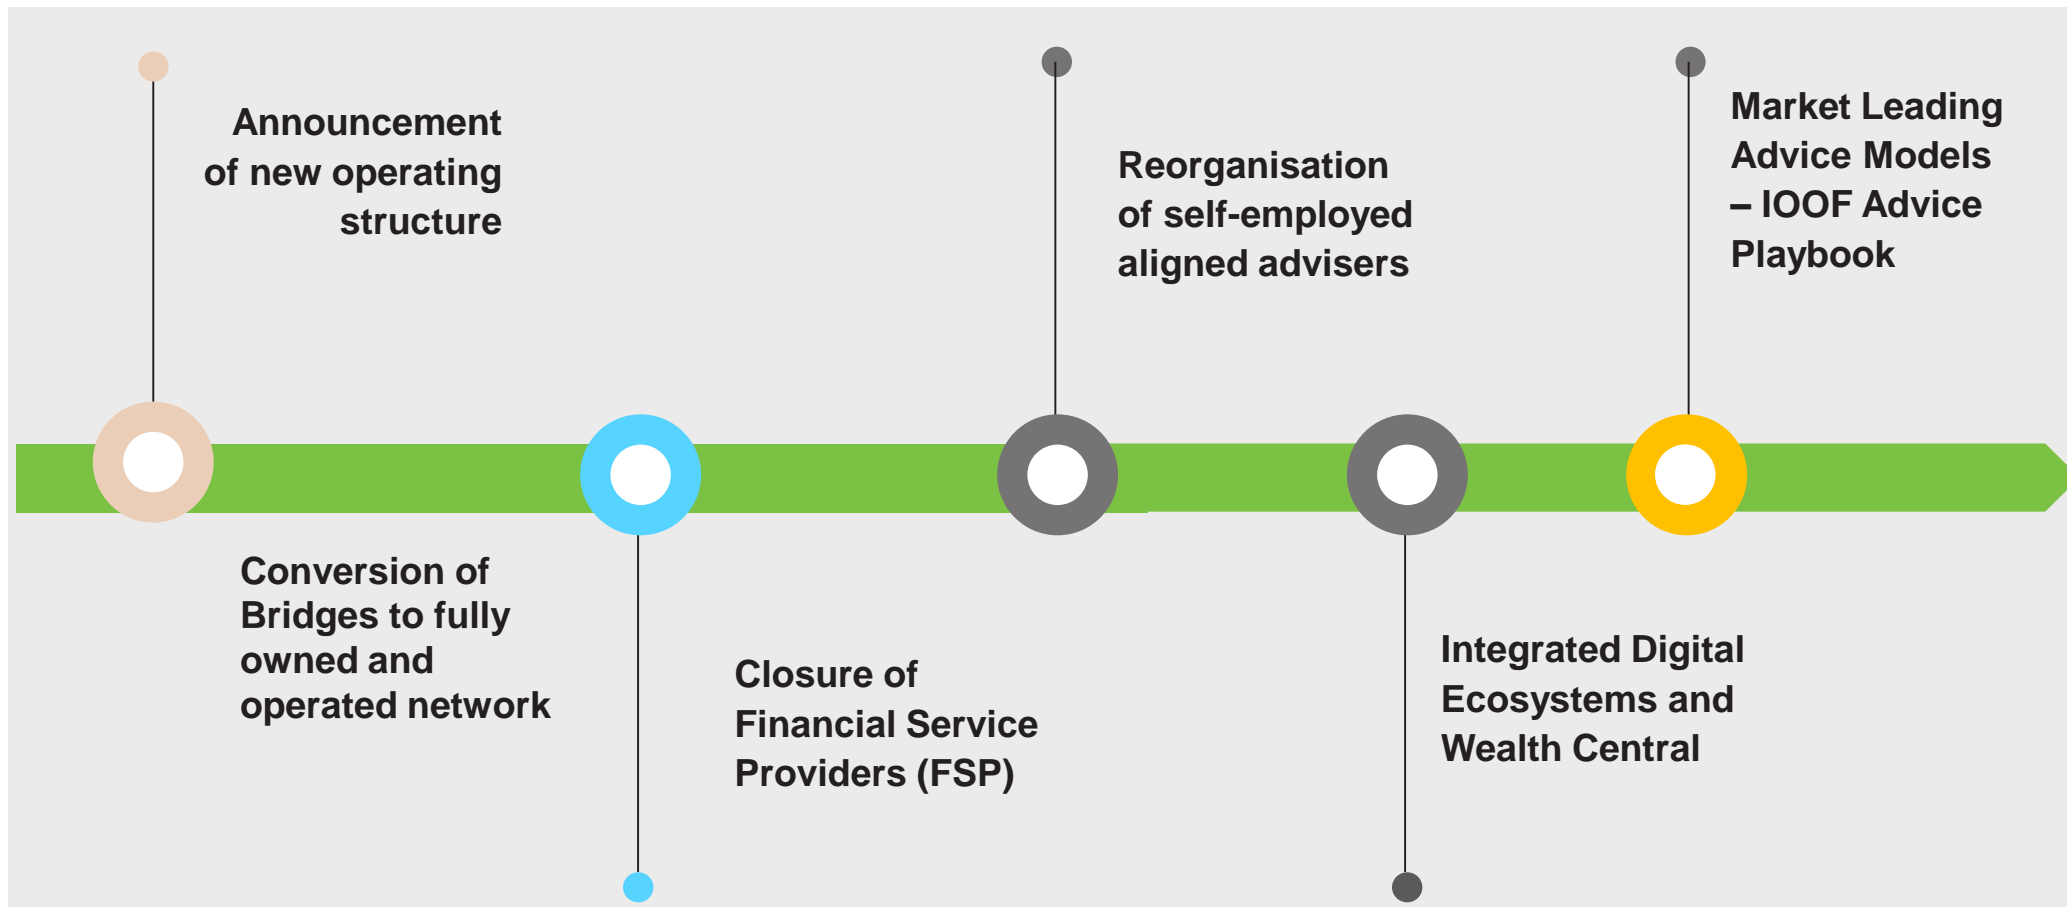 Announcement
of new operating
structure
Conversion of
Bridges to fully
owned and
operated network
Closure of
Financial Service
Providers (FSP)
Reorganisation
of self-employed
aligned advisers
Integrated Digital
Ecosystems and
Wealth Central
Market Leading
Advice Models
– IOOF Advice
Playbook